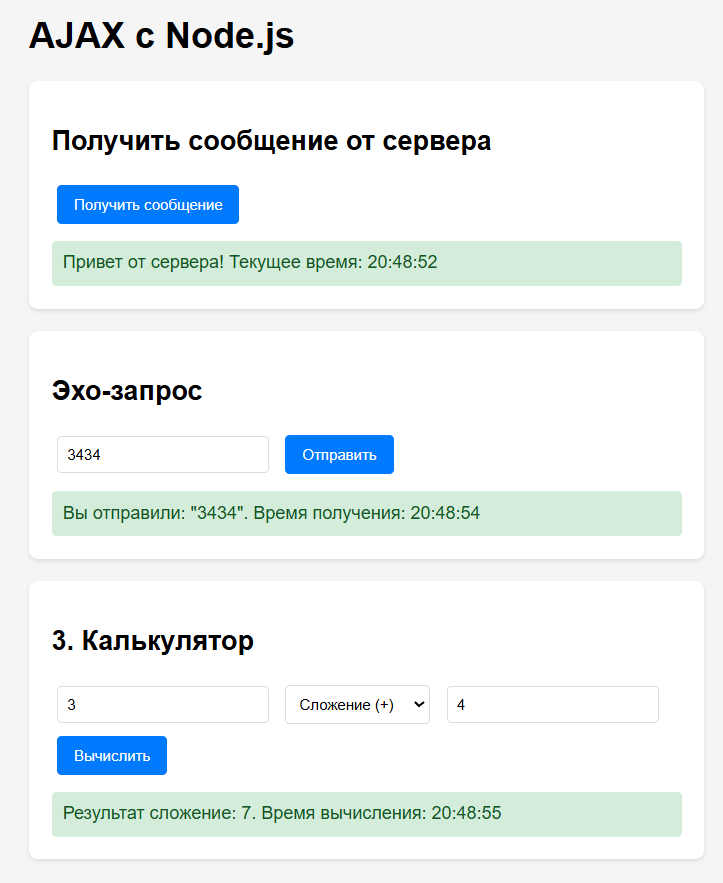 AJAX с Node.js
Получить сообщение от сервера
Получить сообщение
Привет от сервера! Текущее время: 20:48:52
Эхо-запрос
3434 Отправить
Вы отправили: "3434". Время получения: 20:48:54
3. Калькулятор
3 Сложение (+) 4
Вычислить
Результат сложение: 7. Время вычисления: 20:48:55